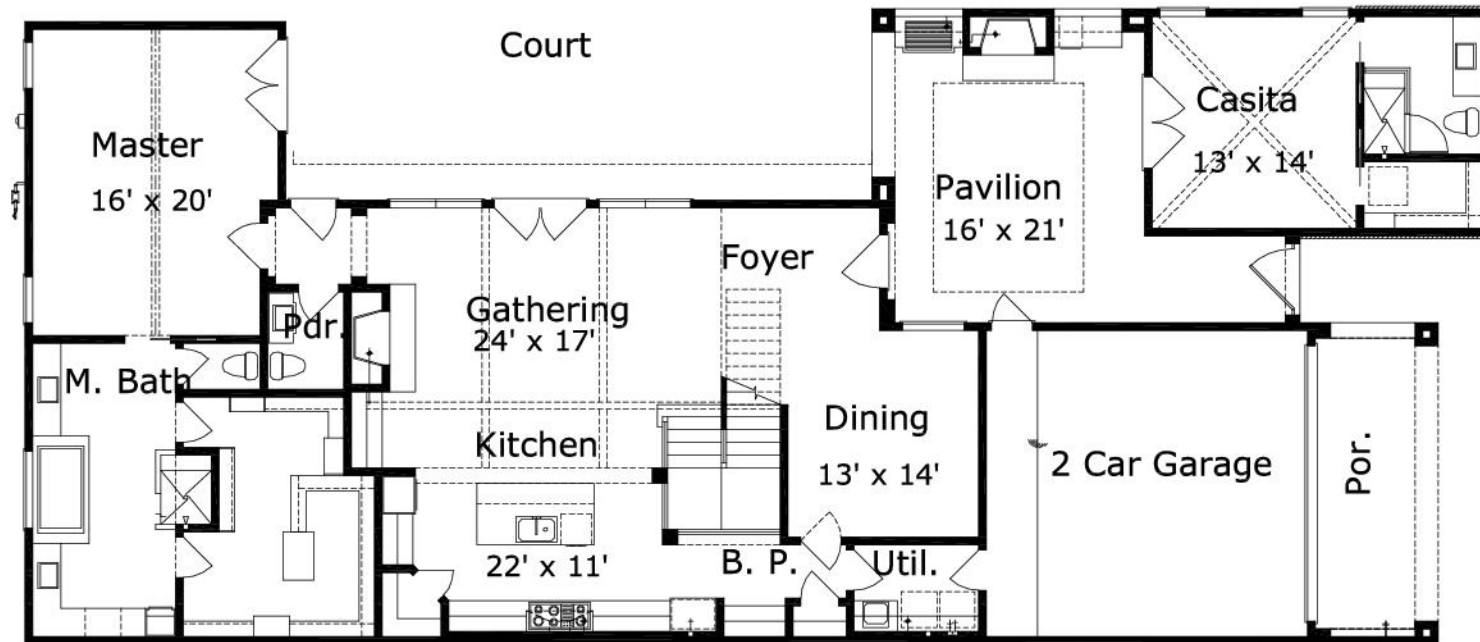 Court
Master
16' x 20'
Casita
13' x 14'
Pavilion
16' x 21'
Foyer
Gathering
24' x 17'
Pdr.
M. Bath
Kitchen
22' x 11'
Dining
13' x 14'
2 Car Garage
Por.
B. P.
Util.